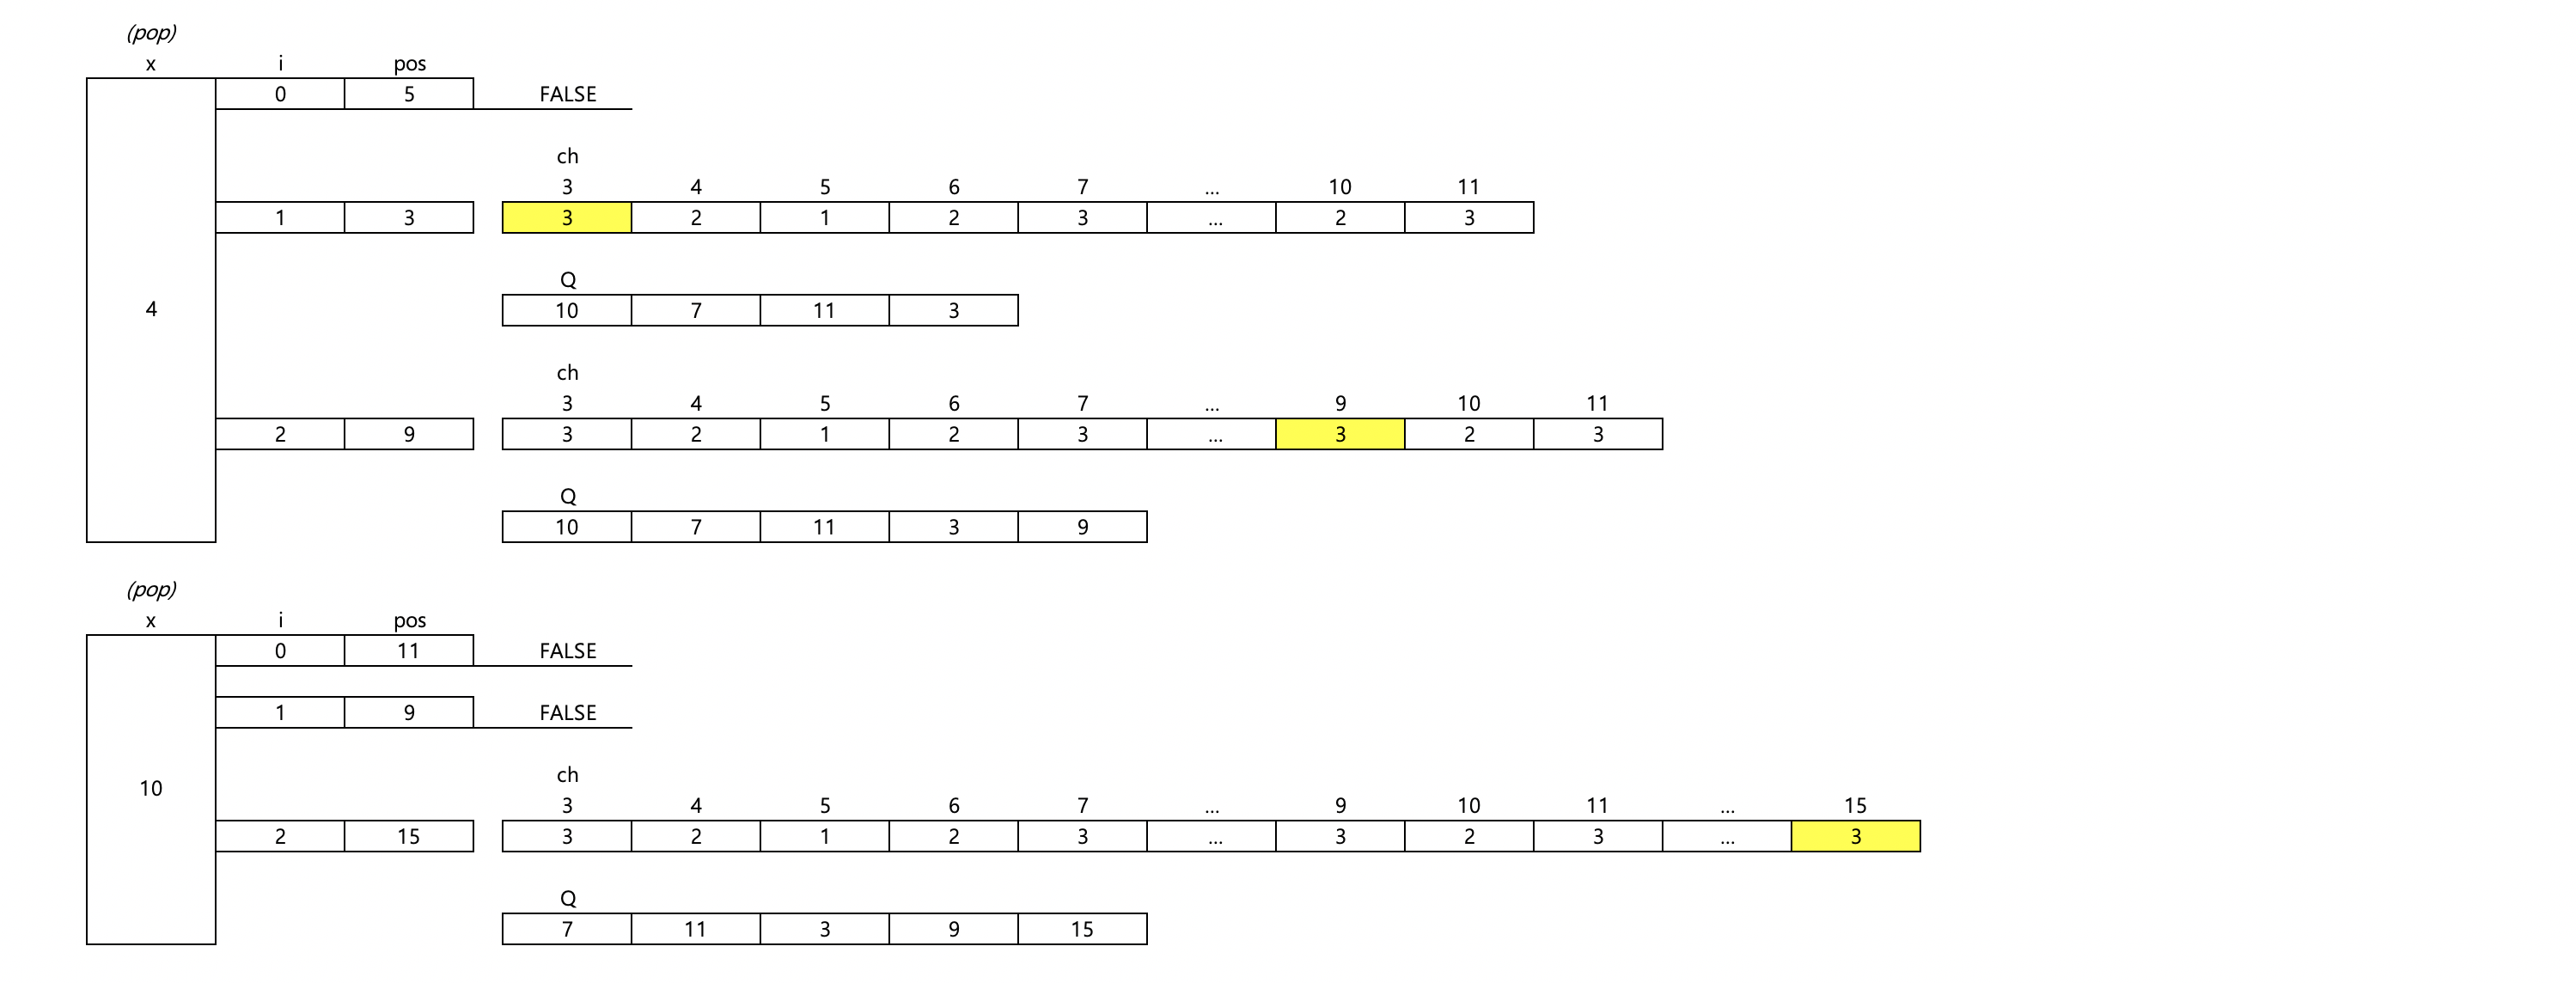 (pop)
x i pos
0 5 FALSE
ch
3 4 5 6 7 ... 10 11
1 3 3 2 1 2 3 ... 2 3
Q
4 10 7 11 3
ch
3 4 5 6 7 ... 9 10 11
2 9 3 2 1 2 3 ... 3 2 3
Q
10 7 11 3 9
(pop)
x i pos
0 11 FALSE
1 9 FALSE
ch
10
3 4 5 6 7 ... 9 10 11 ... 15
2 15 3 2 1 2 3 ... 3 2 3 ... 3
Q
7 11 3 9 15